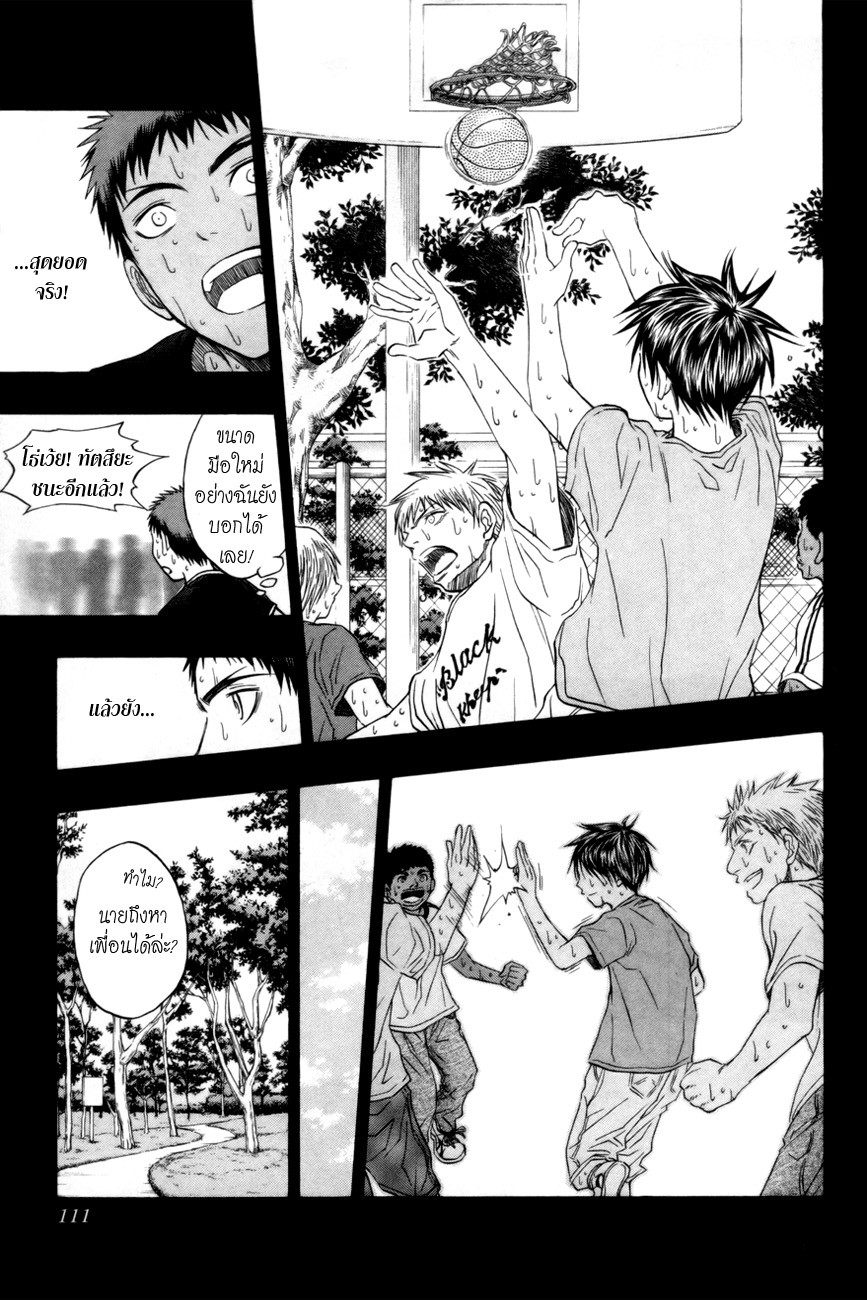 ...สุดยอด
จริง!
ขนาด
มือใหม่
อย่างฉันยัง
บอกได้
เลย!
โธ่เว้ย! ทัตสึยะ
ชนะอีกแล้ว!
Black
แล้วยัง...
ทำไม?
นายถึงหา
เพื่อนได้ล่ะ?
111